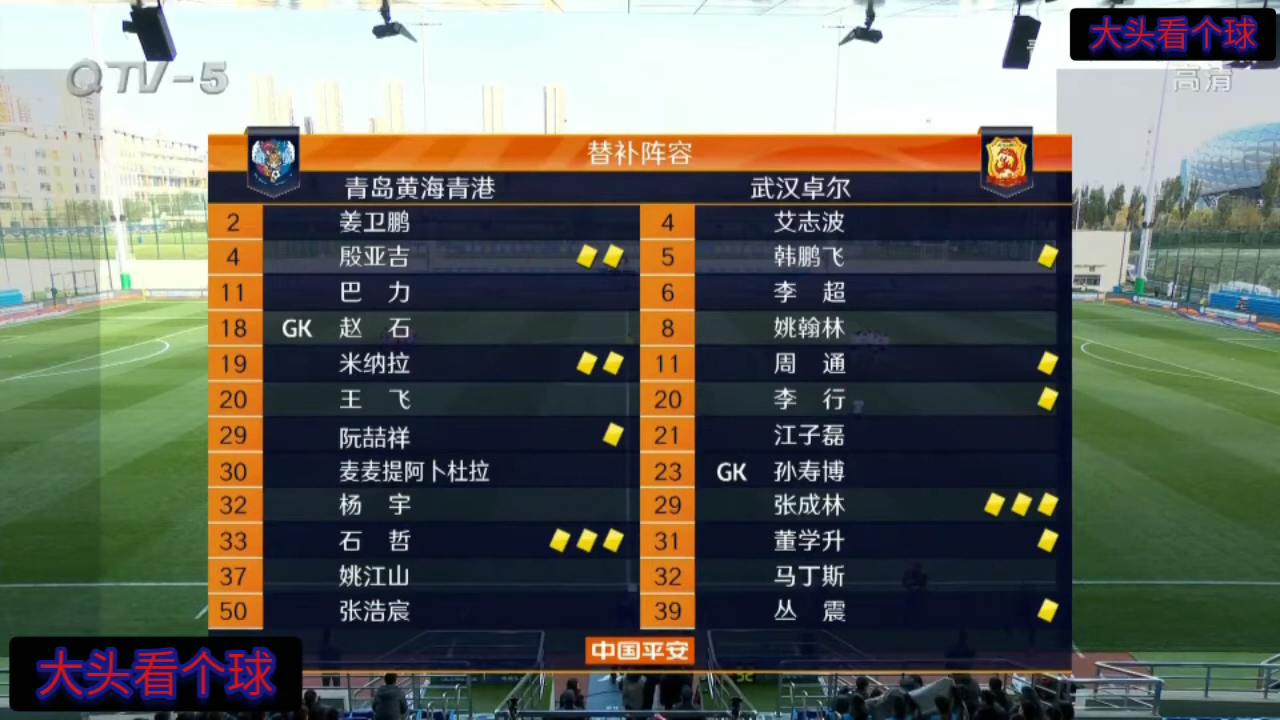 大头看个球
QTV-5
高清
替补阵容
青岛黄海青港 武汉卓尔
2 姜卫鹏 4 艾志波
4 殷亚吉 5 韩鹏飞
11 巴 力 6 李 超
18 GK 赵 石 8 姚翰林
19 米纳拉 11 周 通
20 王 飞 20 李 行
29 阮喆祥 21 江子磊
30 麦麦提阿卜杜拉 23 GK 孙寿博
32 杨 宇 29 张成林
33 石 哲 31 董学升
37 姚江山 32 马丁斯
50 张浩宸 39 丛 震
中国平安
大头看个球